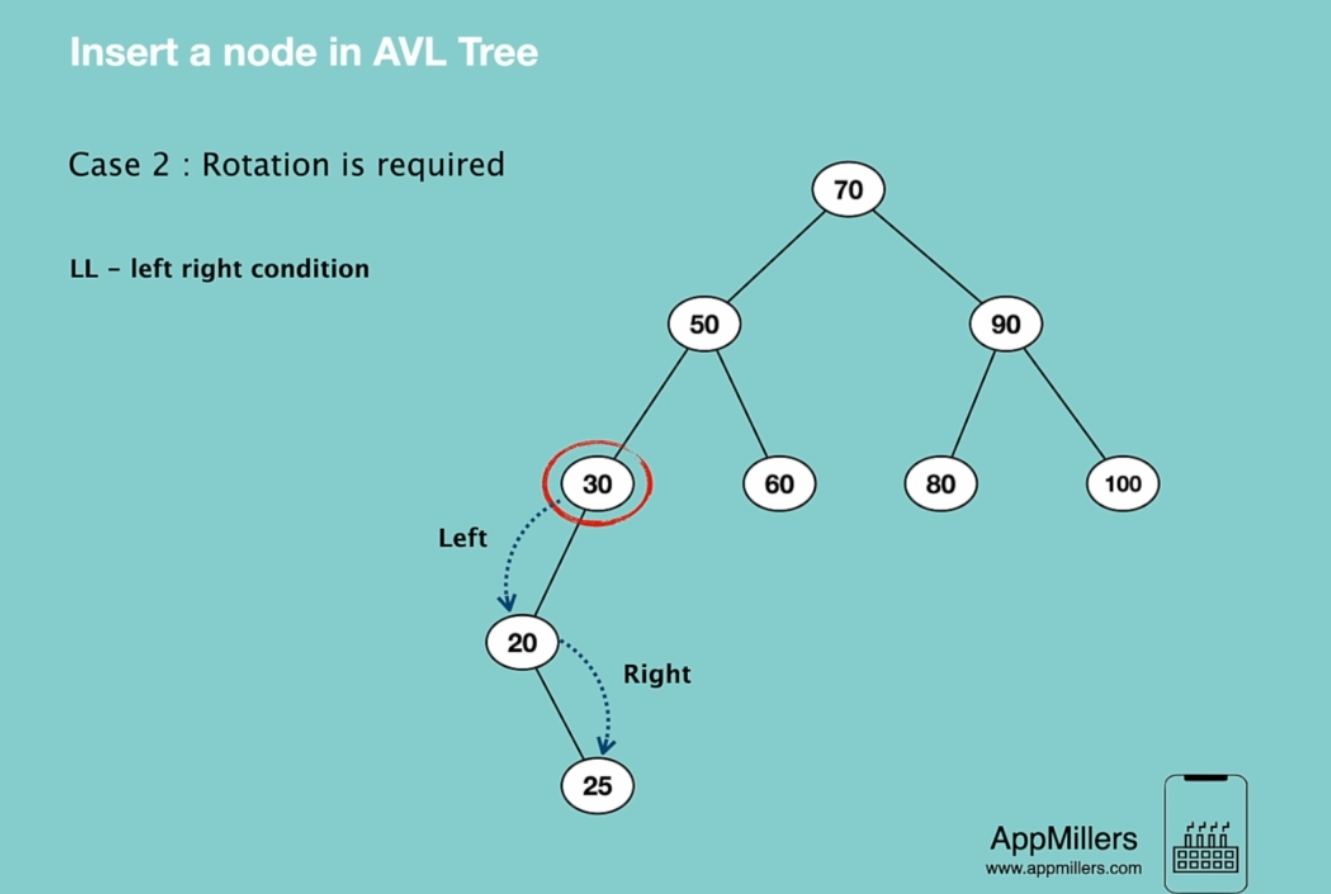 Insert a node in AVL Tree
Case 2 : Rotation is required
LL – left right condition
70
50
90
30
60
80
100
Left
20
Right
25
AppMillers
www.appmillers.com